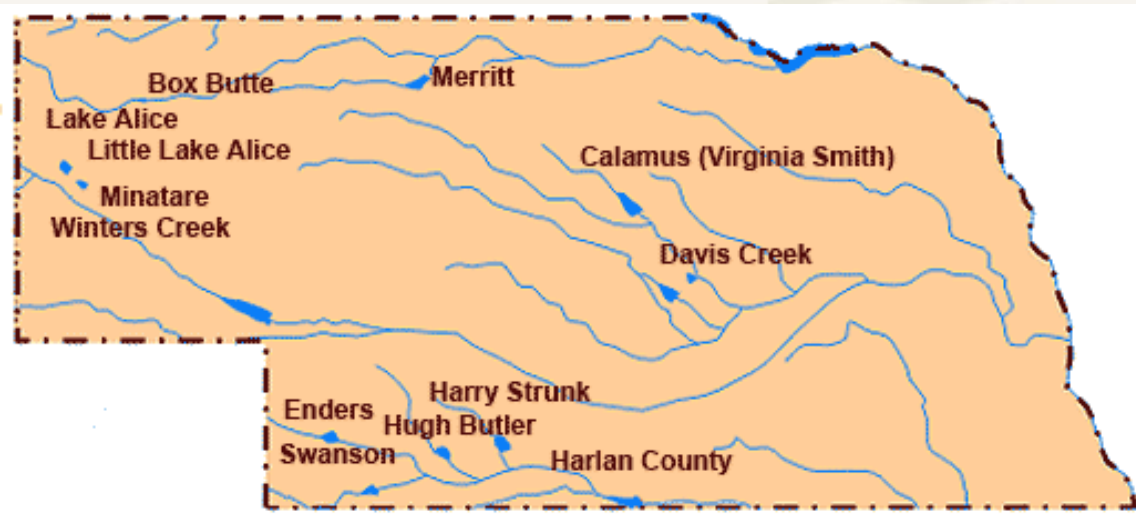 Box Butte
Merritt
Lake Alice
Little Lake Alice
Calamus (Virginia Smith)
Minatare
Winters Creek
Davis Creek
Harry Strunk
Enders
Hugh Butler
Swanson
Harlan County